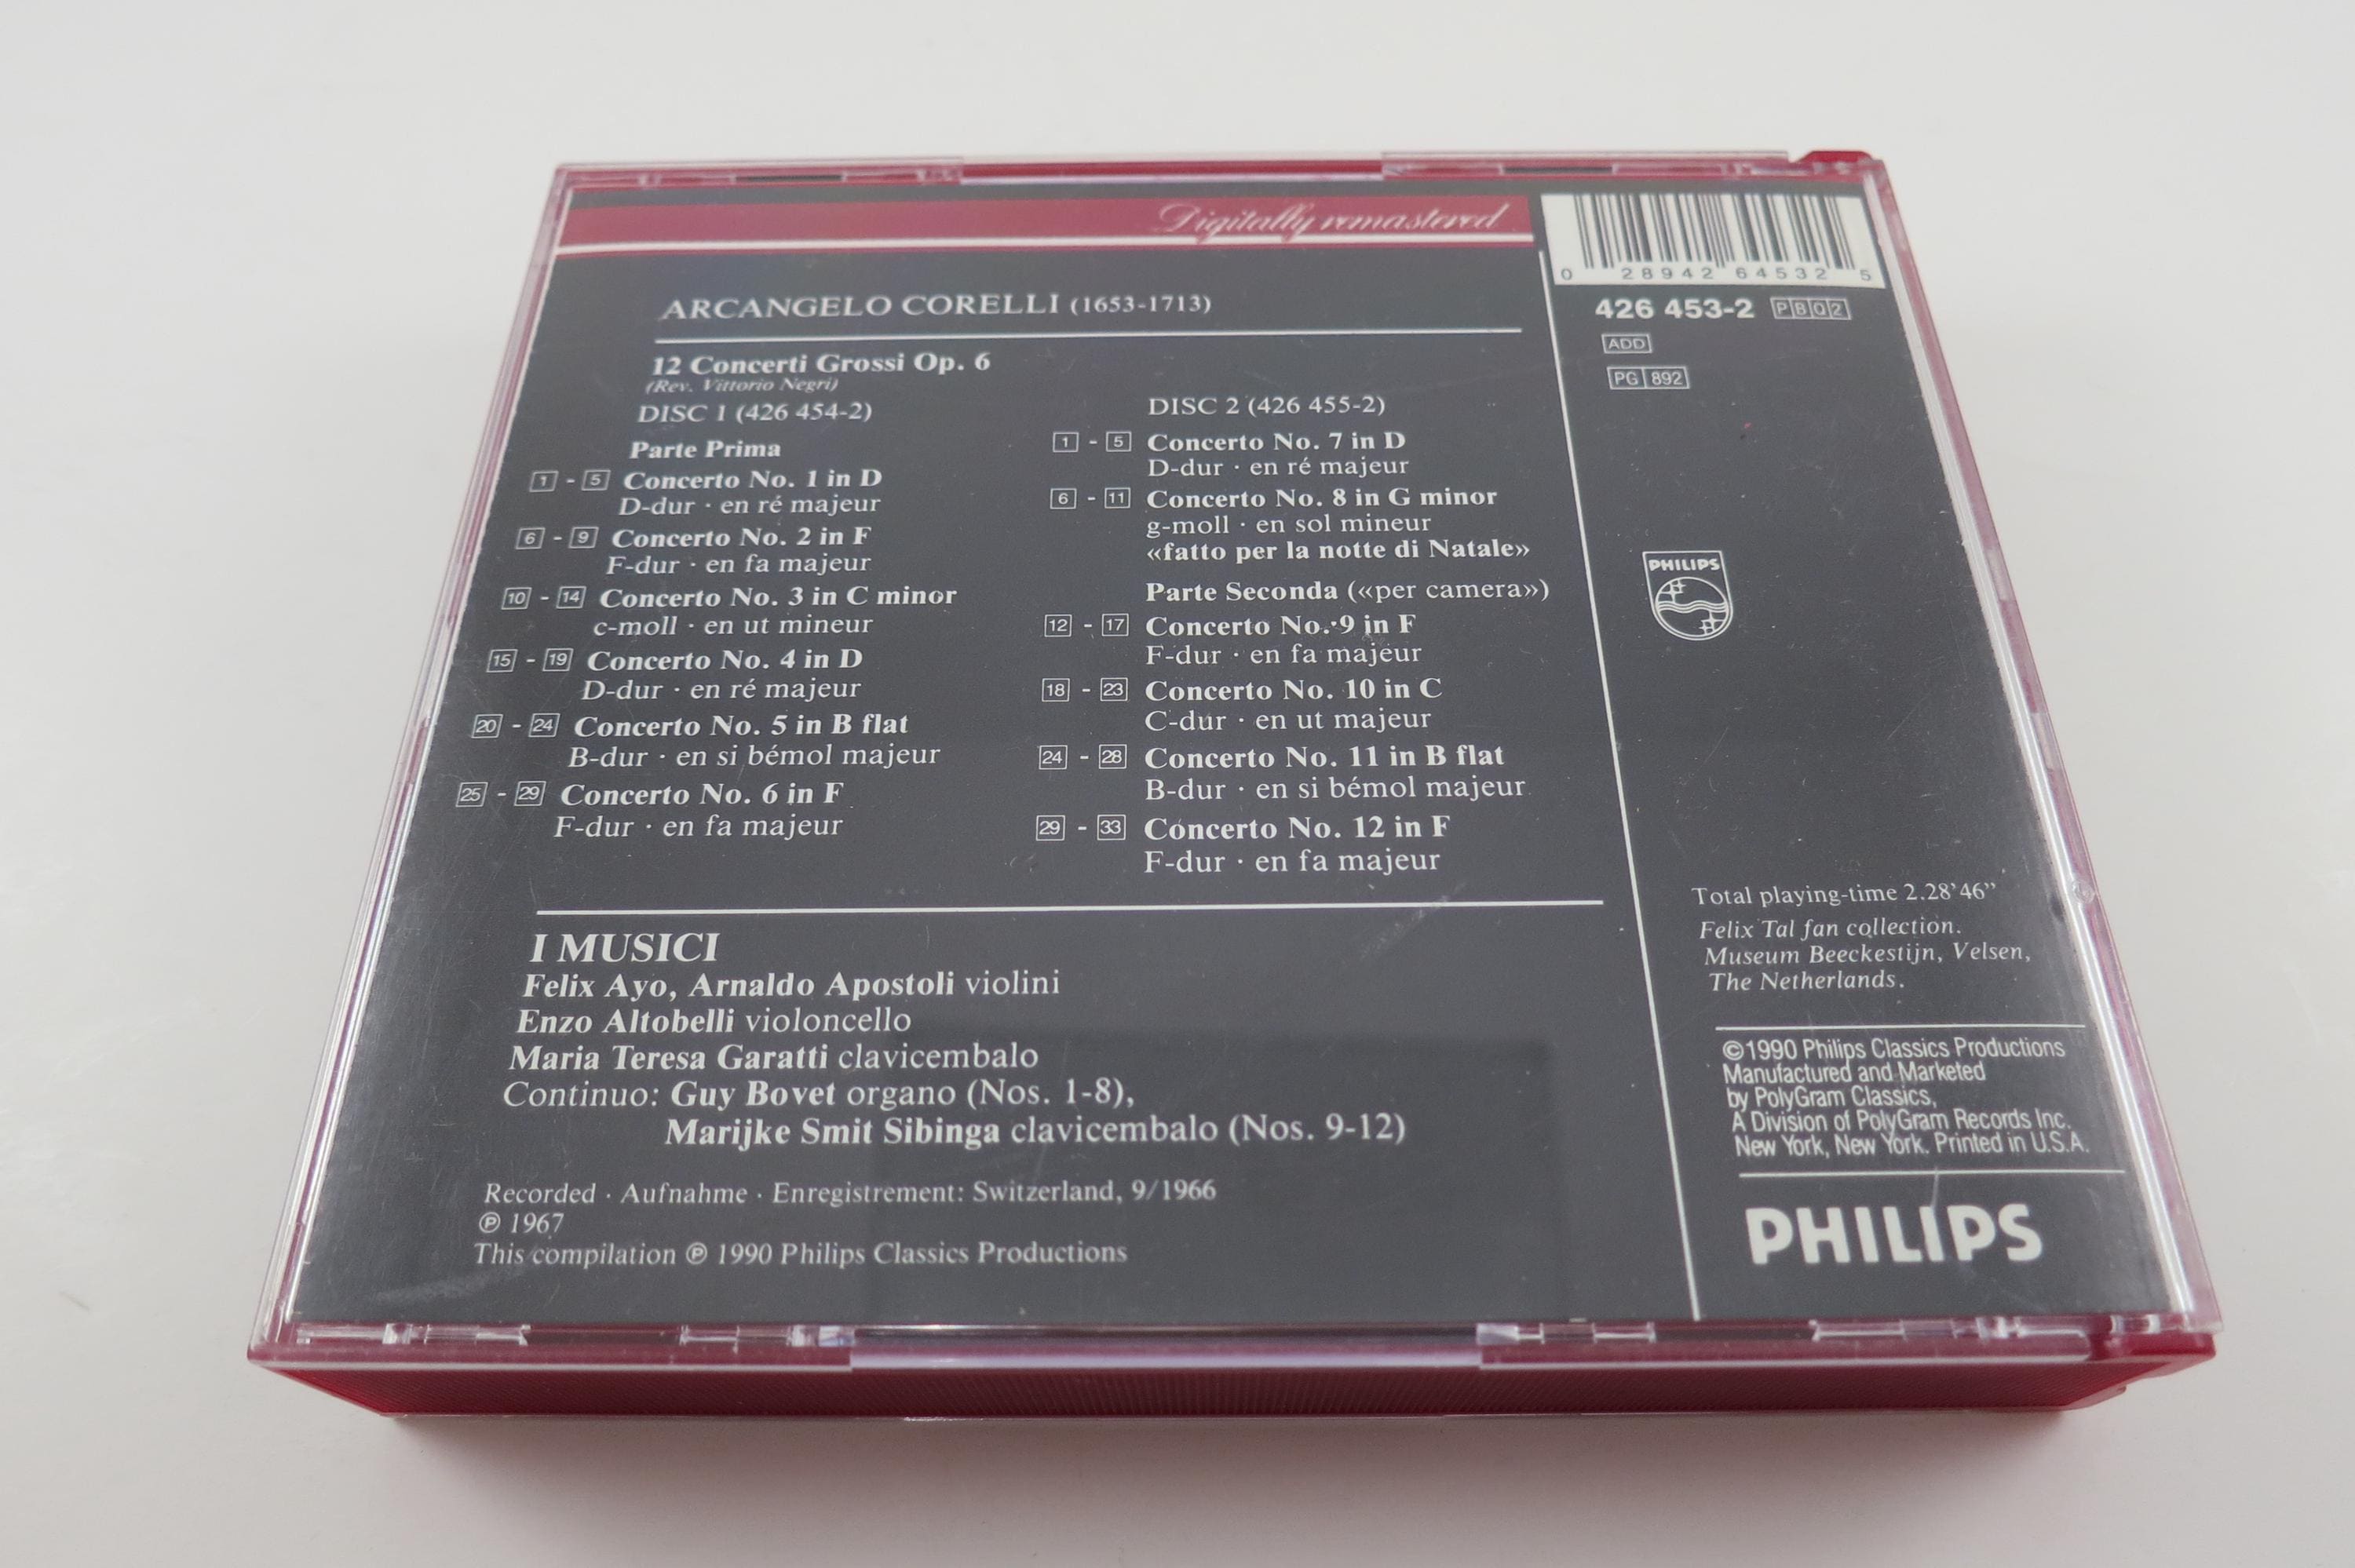 Digitally remastered
0 28942 64532 5
426 453-2 PBQ2
ADD
PG 892
ARCANGELO CORELLI (1653-1713)
12 Concerti Grossi Op. 6
(Rev. Vittorio Negri)
DISC 1 (426 454-2)
Parte Prima
1 - 5 Concerto No. 1 in D
D-dur · en ré majeur
6 - 9 Concerto No. 2 in F
F-dur · en fa majeur
10 - 14 Concerto No. 3 in C minor
c-moll · en ut mineur
15 - 19 Concerto No. 4 in D
D-dur · en ré majeur
20 - 24 Concerto No. 5 in B flat
B-dur · en si bémol majeur
25 - 29 Concerto No. 6 in F
F-dur · en fa majeur
DISC 2 (426 455-2)
1 - 5 Concerto No. 7 in D
D-dur · en ré majeur
6 - 11 Concerto No. 8 in G minor
g-moll · en sol mineur
«fatto per la notte di Natale»
Parte Seconda («per camera»)
12 - 17 Concerto No. 9 in F
F-dur · en fa majeur
18 - 23 Concerto No. 10 in C
C-dur · en ut majeur
24 - 28 Concerto No. 11 in B flat
B-dur · en si bémol majeur
29 - 33 Concerto No. 12 in F
F-dur · en fa majeur
I MUSICI
Felix Ayo, Arnaldo Apostoli violini
Enzo Altobelli violoncello
Maria Teresa Garatti clavicembalo
Continuo: Guy Bovet organo (Nos. 1-8),
Marijke Smit Sibinga clavicembalo (Nos. 9-12)
Recorded · Aufnahme · Enregistrement: Switzerland, 9/1966
℗ 1967
This compilation ℗ 1990 Philips Classics Productions
PHILIPS
Total playing-time 2.28'46"
Felix Tal fan collection.
Museum Beeckestijn, Velsen,
The Netherlands.
©1990 Philips Classics Productions
Manufactured and Marketed
by PolyGram Classics,
A Division of PolyGram Records Inc.
New York, New York. Printed in U.S.A.
PHILIPS